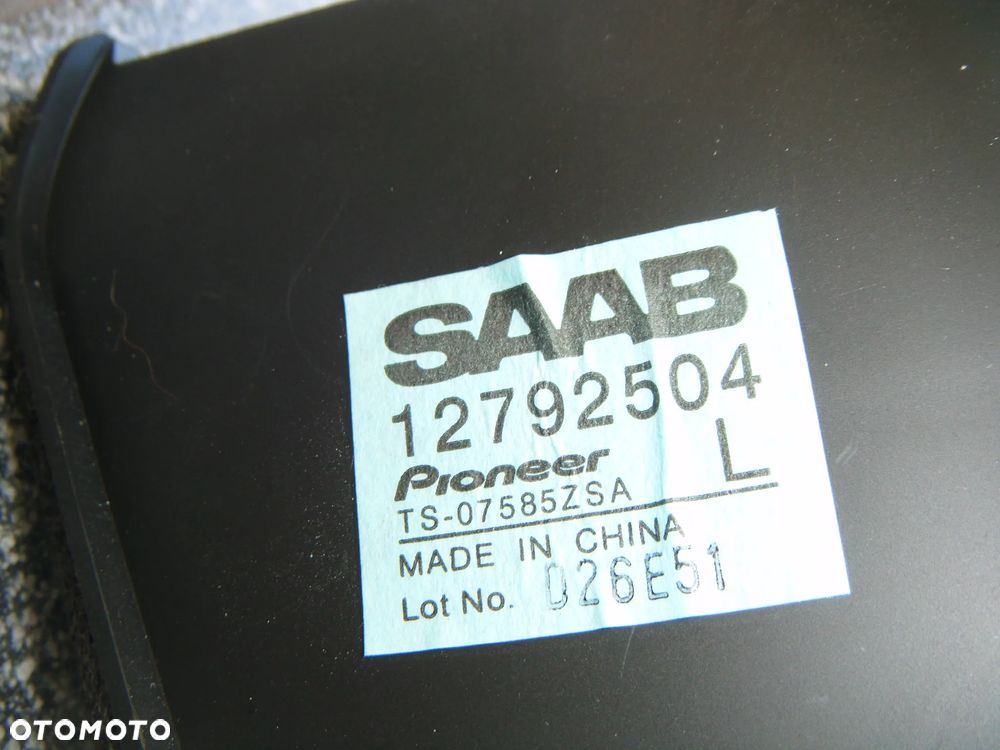 SAAB
12792504
Pioneer L
TS-07585ZSA
MADE IN CHINA
Lot No. D26E51
OTOMOTO